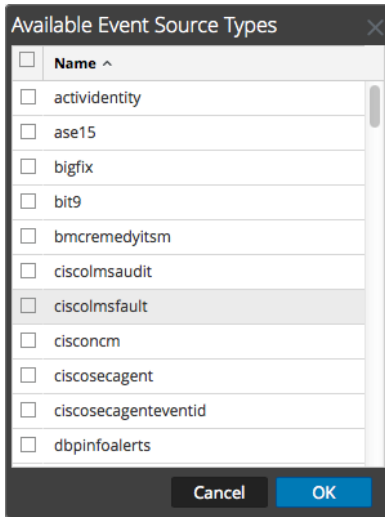 Available Event Source Types
Name
actividentity
ase15
bigfix
bit9
bmcremedyitsm
ciscolmsaudit
ciscolmsfault
cisconcm
ciscosecagent
ciscosecagenteventid
dbpinfoalerts
Cancel OK